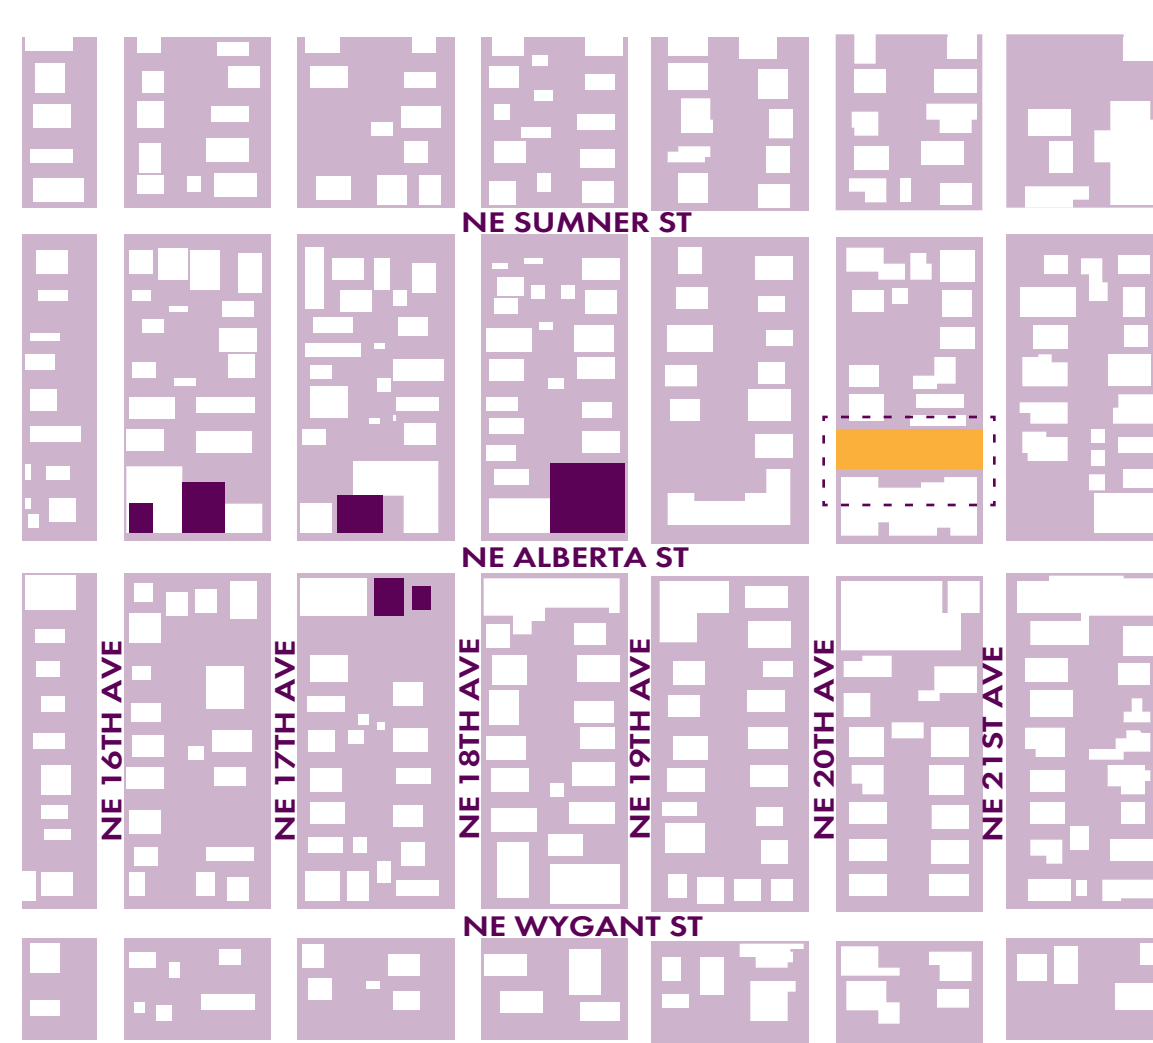 NE SUMNER ST
NE ALBERTA ST
NE 16TH AVE
NE 17TH AVE
NE 18TH AVE
NE 19TH AVE
NE 20TH AVE
NE 21ST AVE
NE WYGANT ST